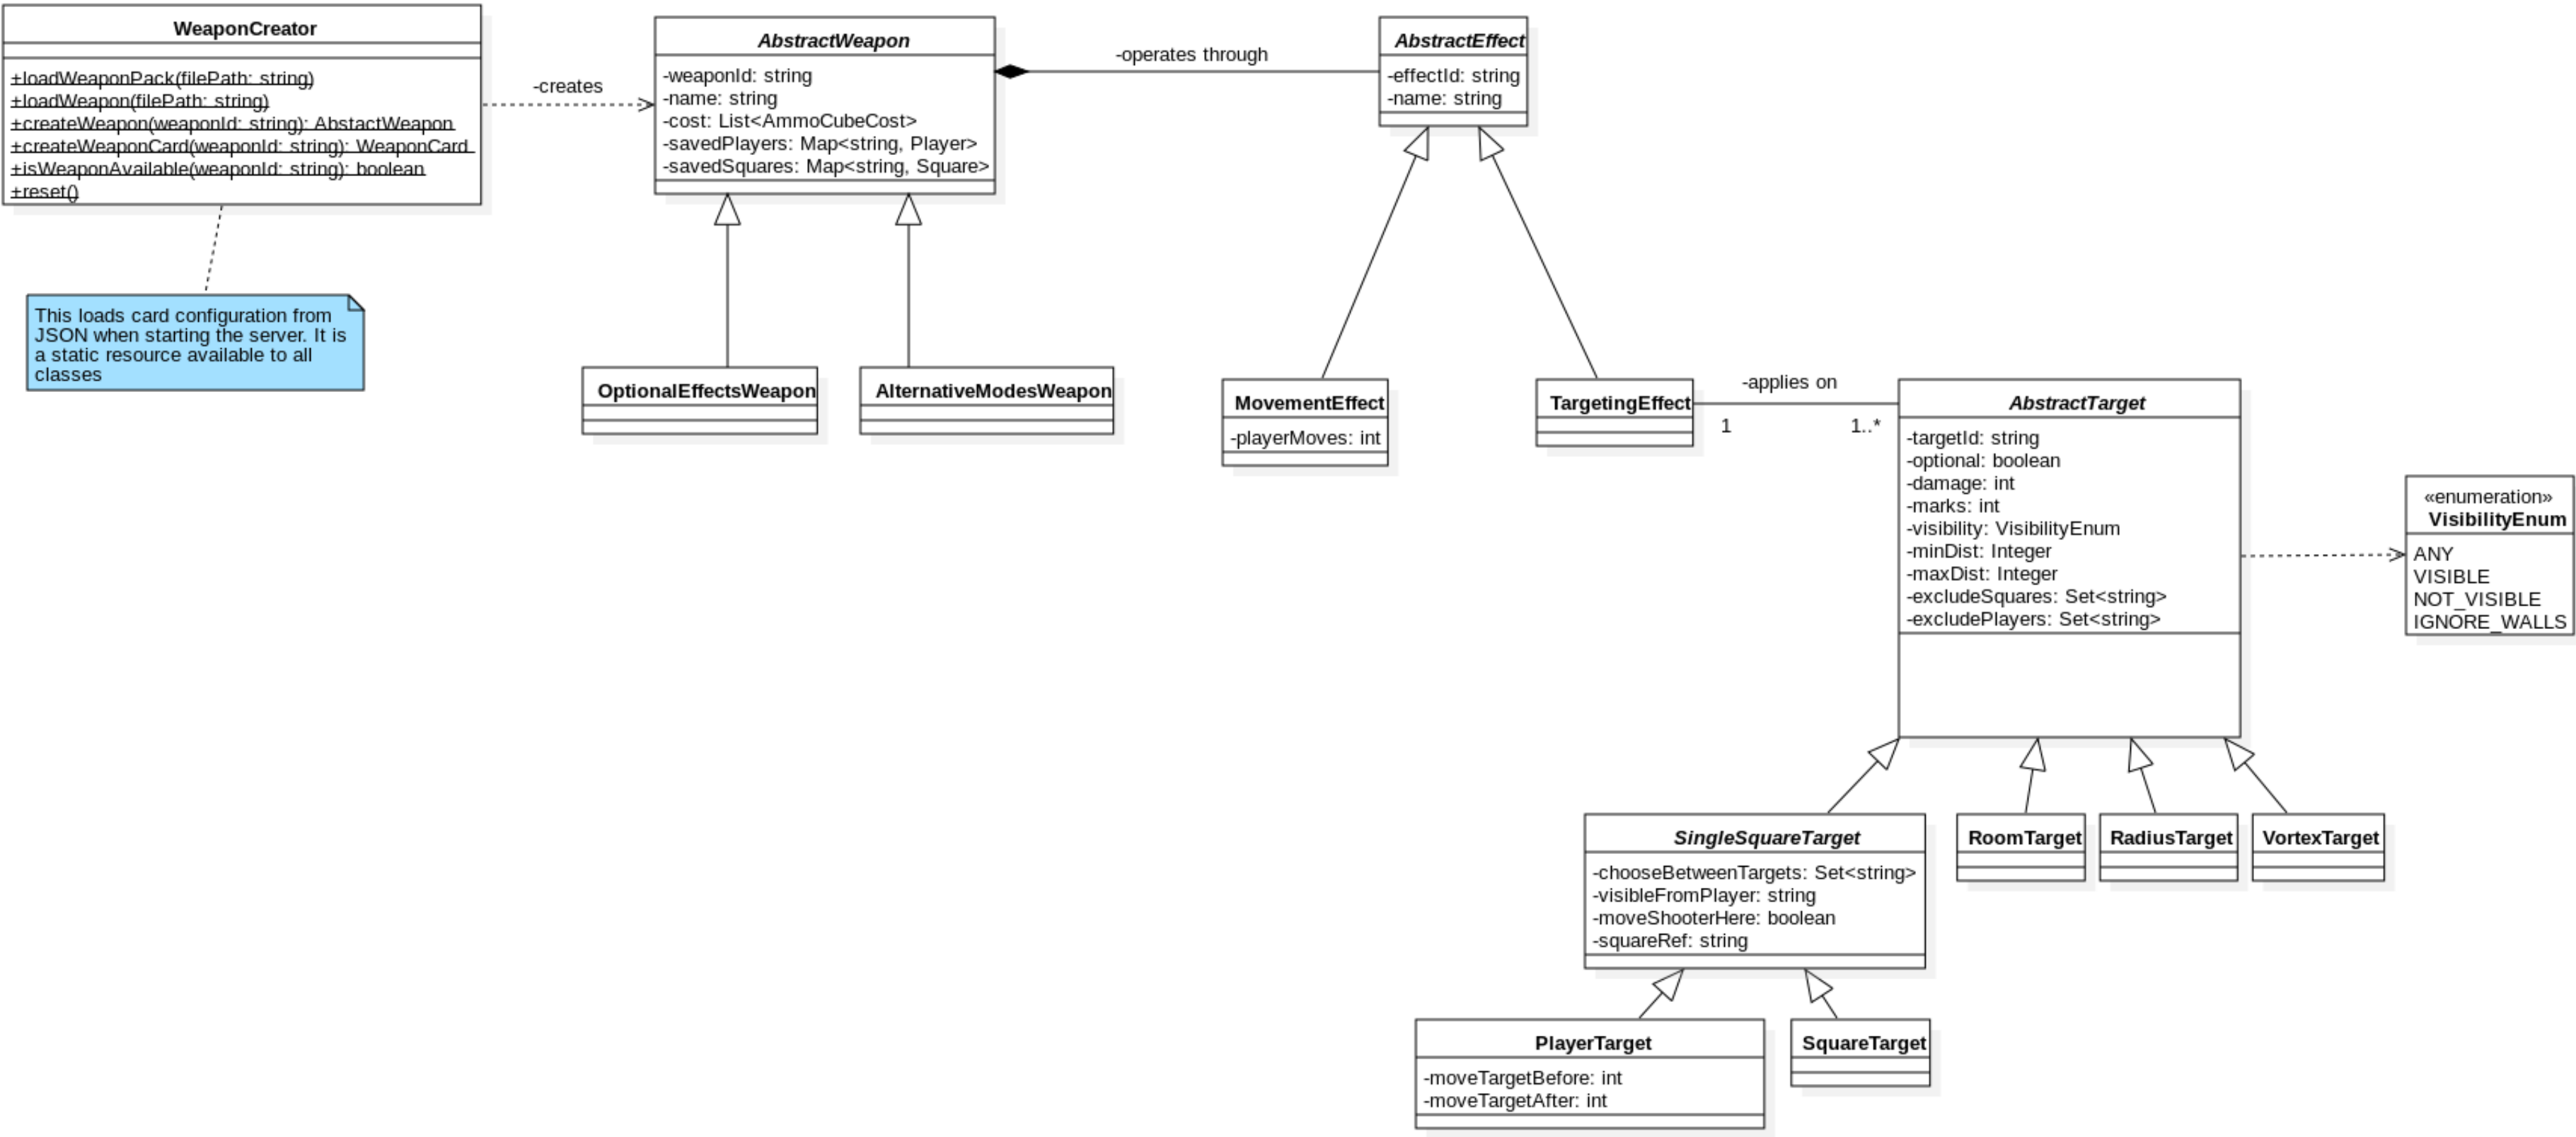 WeaponCreator
+loadWeaponPack(filePath: string)
+loadWeapon(filePath: string)
+createWeapon(weaponId: string): AbstactWeapon
+createWeaponCard(weaponId: string): WeaponCard
+isWeaponAvailable(weaponId: string): boolean
+reset()
This loads card configuration from
JSON when starting the server. It is
a static resource available to all
classes
-creates
AbstractWeapon
-weaponId: string
-name: string
-cost: List<AmmoCubeCost>
-savedPlayers: Map<string, Player>
-savedSquares: Map<string, Square>
-operates through
AbstractEffect
-effectId: string
-name: string
OptionalEffectsWeapon
AlternativeModesWeapon
MovementEffect
-playerMoves: int
TargetingEffect
-applies on
1
1..*
AbstractTarget
-targetId: string
-optional: boolean
-damage: int
-marks: int
-visibility: VisibilityEnum
-minDist: Integer
-maxDist: Integer
-excludeSquares: Set<string>
-excludePlayers: Set<string>
«enumeration»
VisibilityEnum
ANY
VISIBLE
NOT_VISIBLE
IGNORE_WALLS
SingleSquareTarget
-chooseBetweenTargets: Set<string>
-visibleFromPlayer: string
-moveShooterHere: boolean
-squareRef: string
RoomTarget
RadiusTarget
VortexTarget
PlayerTarget
-moveTargetBefore: int
-moveTargetAfter: int
SquareTarget